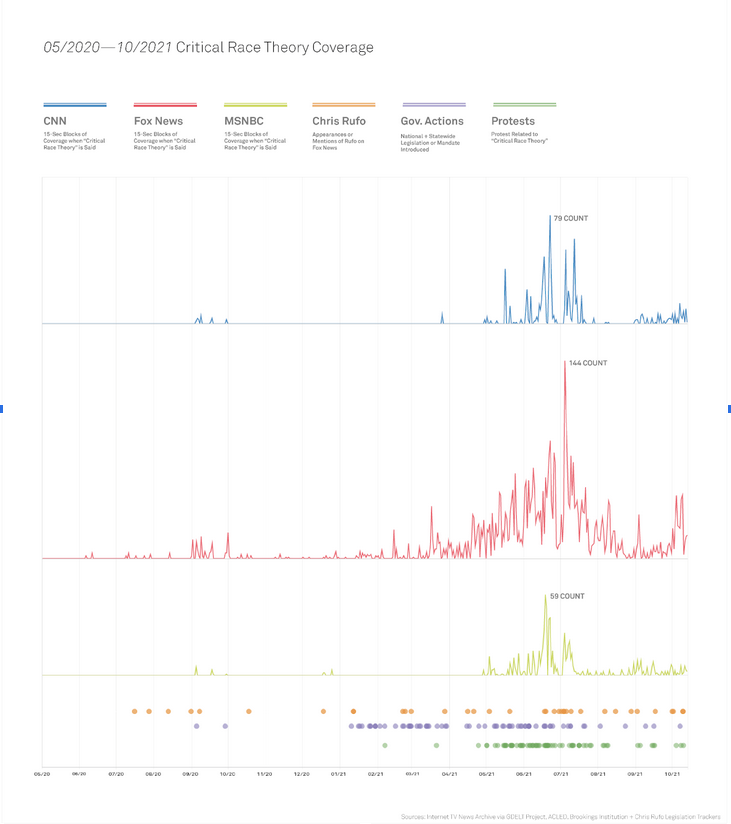 05/2020—10/2021 Critical Race Theory Coverage
CNN
15-Sec Blocks of
Coverage when "Critical
Race Theory" is Said
Fox News
15-Sec Blocks of
Coverage when "Critical
Race Theory" is Said
MSNBC
15-Sec Blocks of
Coverage when "Critical
Race Theory" is Said
Chris Rufo
Appearances or
Mentions of Rufo on
Fox News
Gov. Actions
National + Statewide
Legislation or Mandate
Introduced
Protests
Protest Related to
"Critical Race Theory"
79 COUNT
144 COUNT
59 COUNT
05/20 06/20 07/20 08/20 09/20 10/20 11/20 12/20 01/21 02/21 03/21 04/21 05/21 06/21 07/21 08/21 09/21 10/21
Sources: Internet TV News Archive via GDELT Project, ACLED, Brookings Institution + Chris Rufo Legislation Trackers